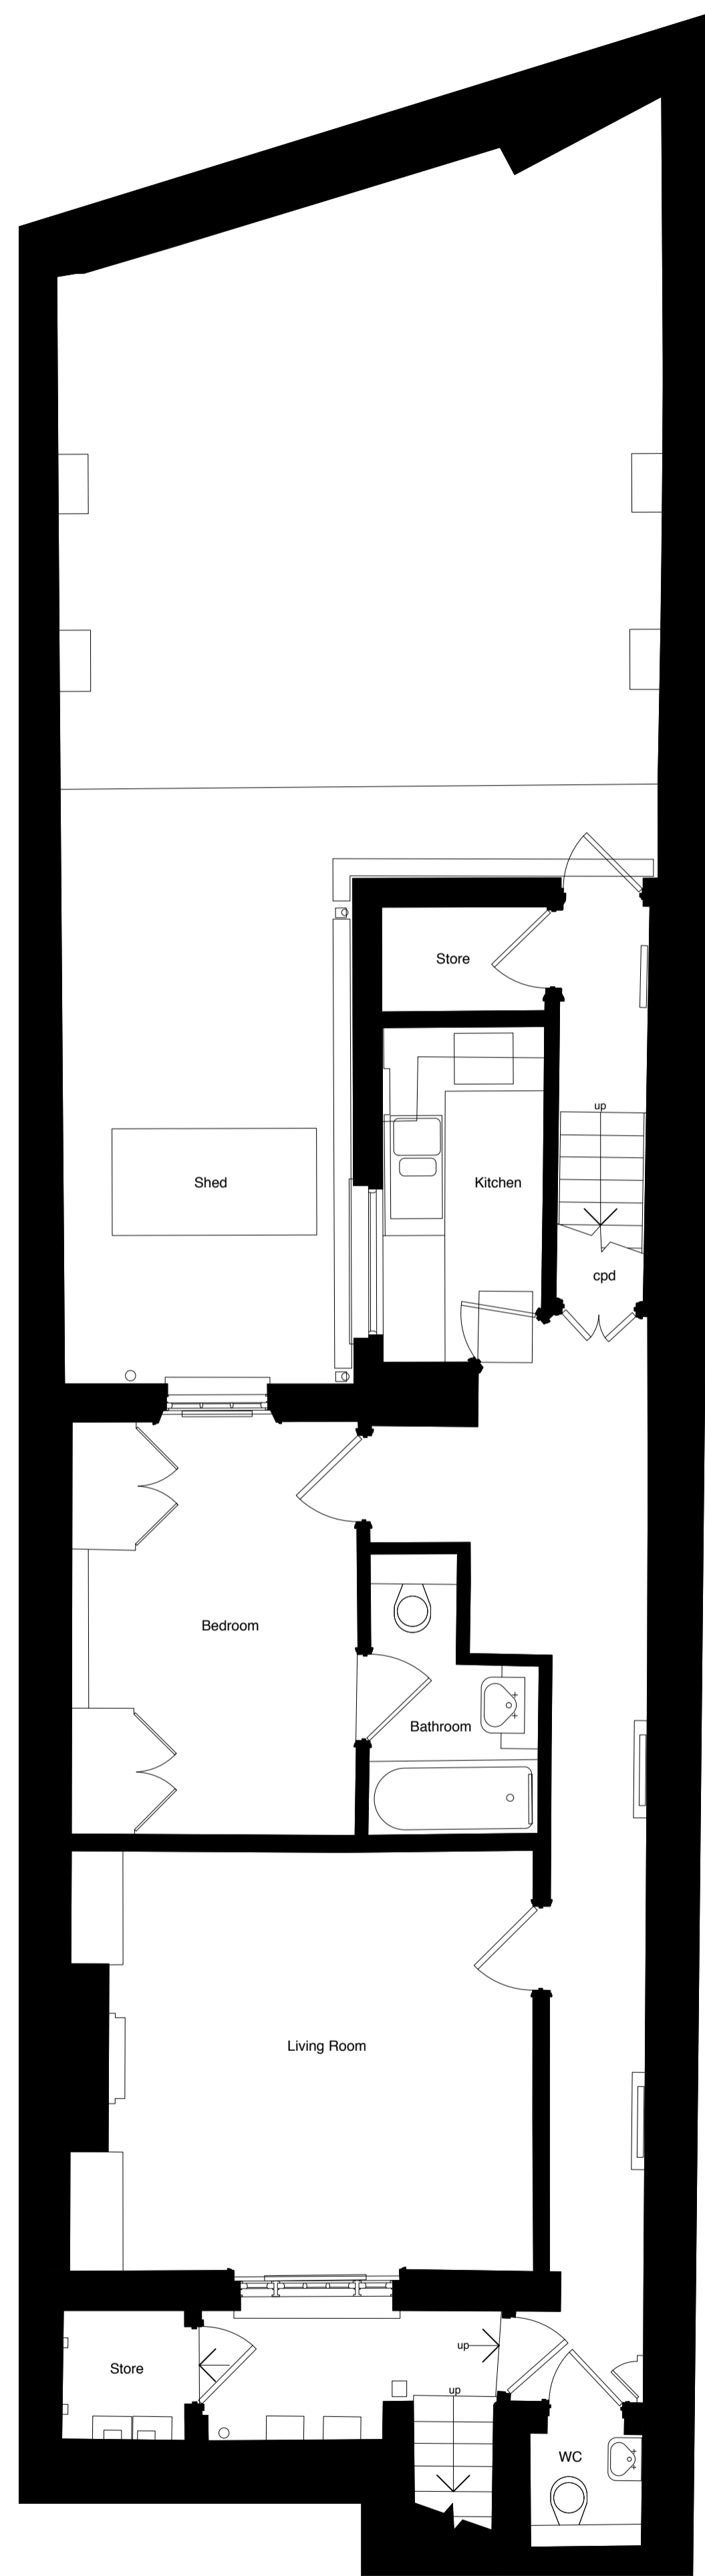 Store
up
Kitchen
Shed
cpd
Bedroom
Bathroom
Living Room
up
Store
up
WC